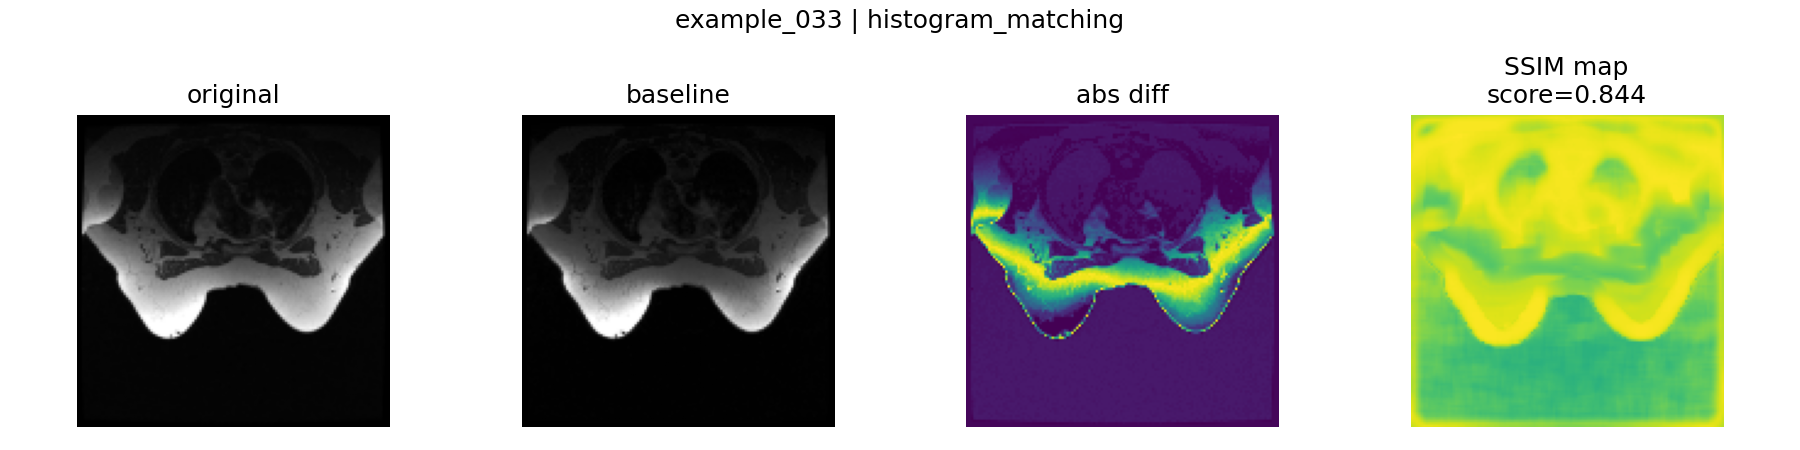 example_033 | histogram_matching
original
baseline
abs diff
SSIM map
score=0.844